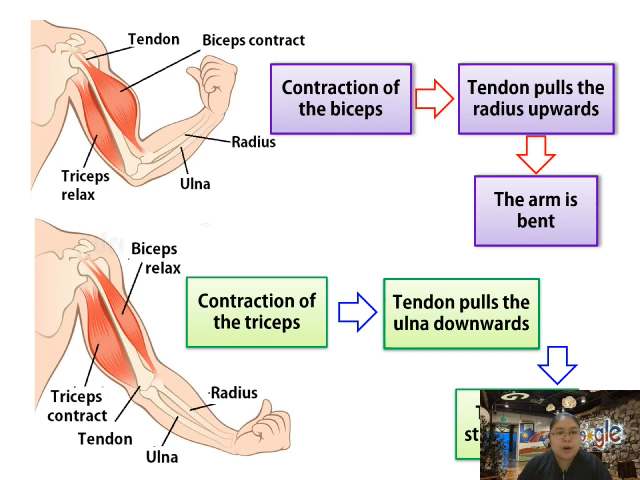 Tendon
Biceps contract
Radius
Ulna
Triceps
relax
Contraction of
the biceps
Tendon pulls the
radius upwards
The arm is
bent
Biceps
relax
Triceps
contract
Tendon
Ulna
Radius
Contraction of
the triceps
Tendon pulls the
ulna downwards